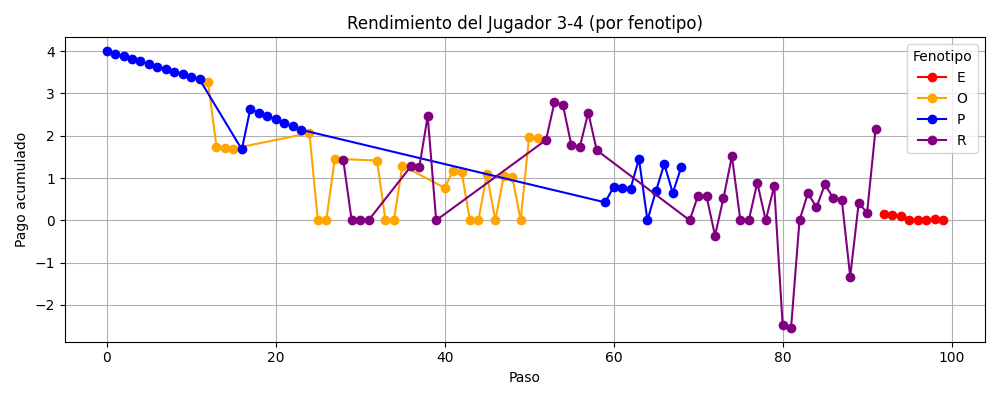 Rendimiento del Jugador 3-4 (por fenotipo)
Pago acumulado
4
3
2
1
0
−1
−2
Fenotipo
E
O
P
R
0
20
40
60
80
100
Paso